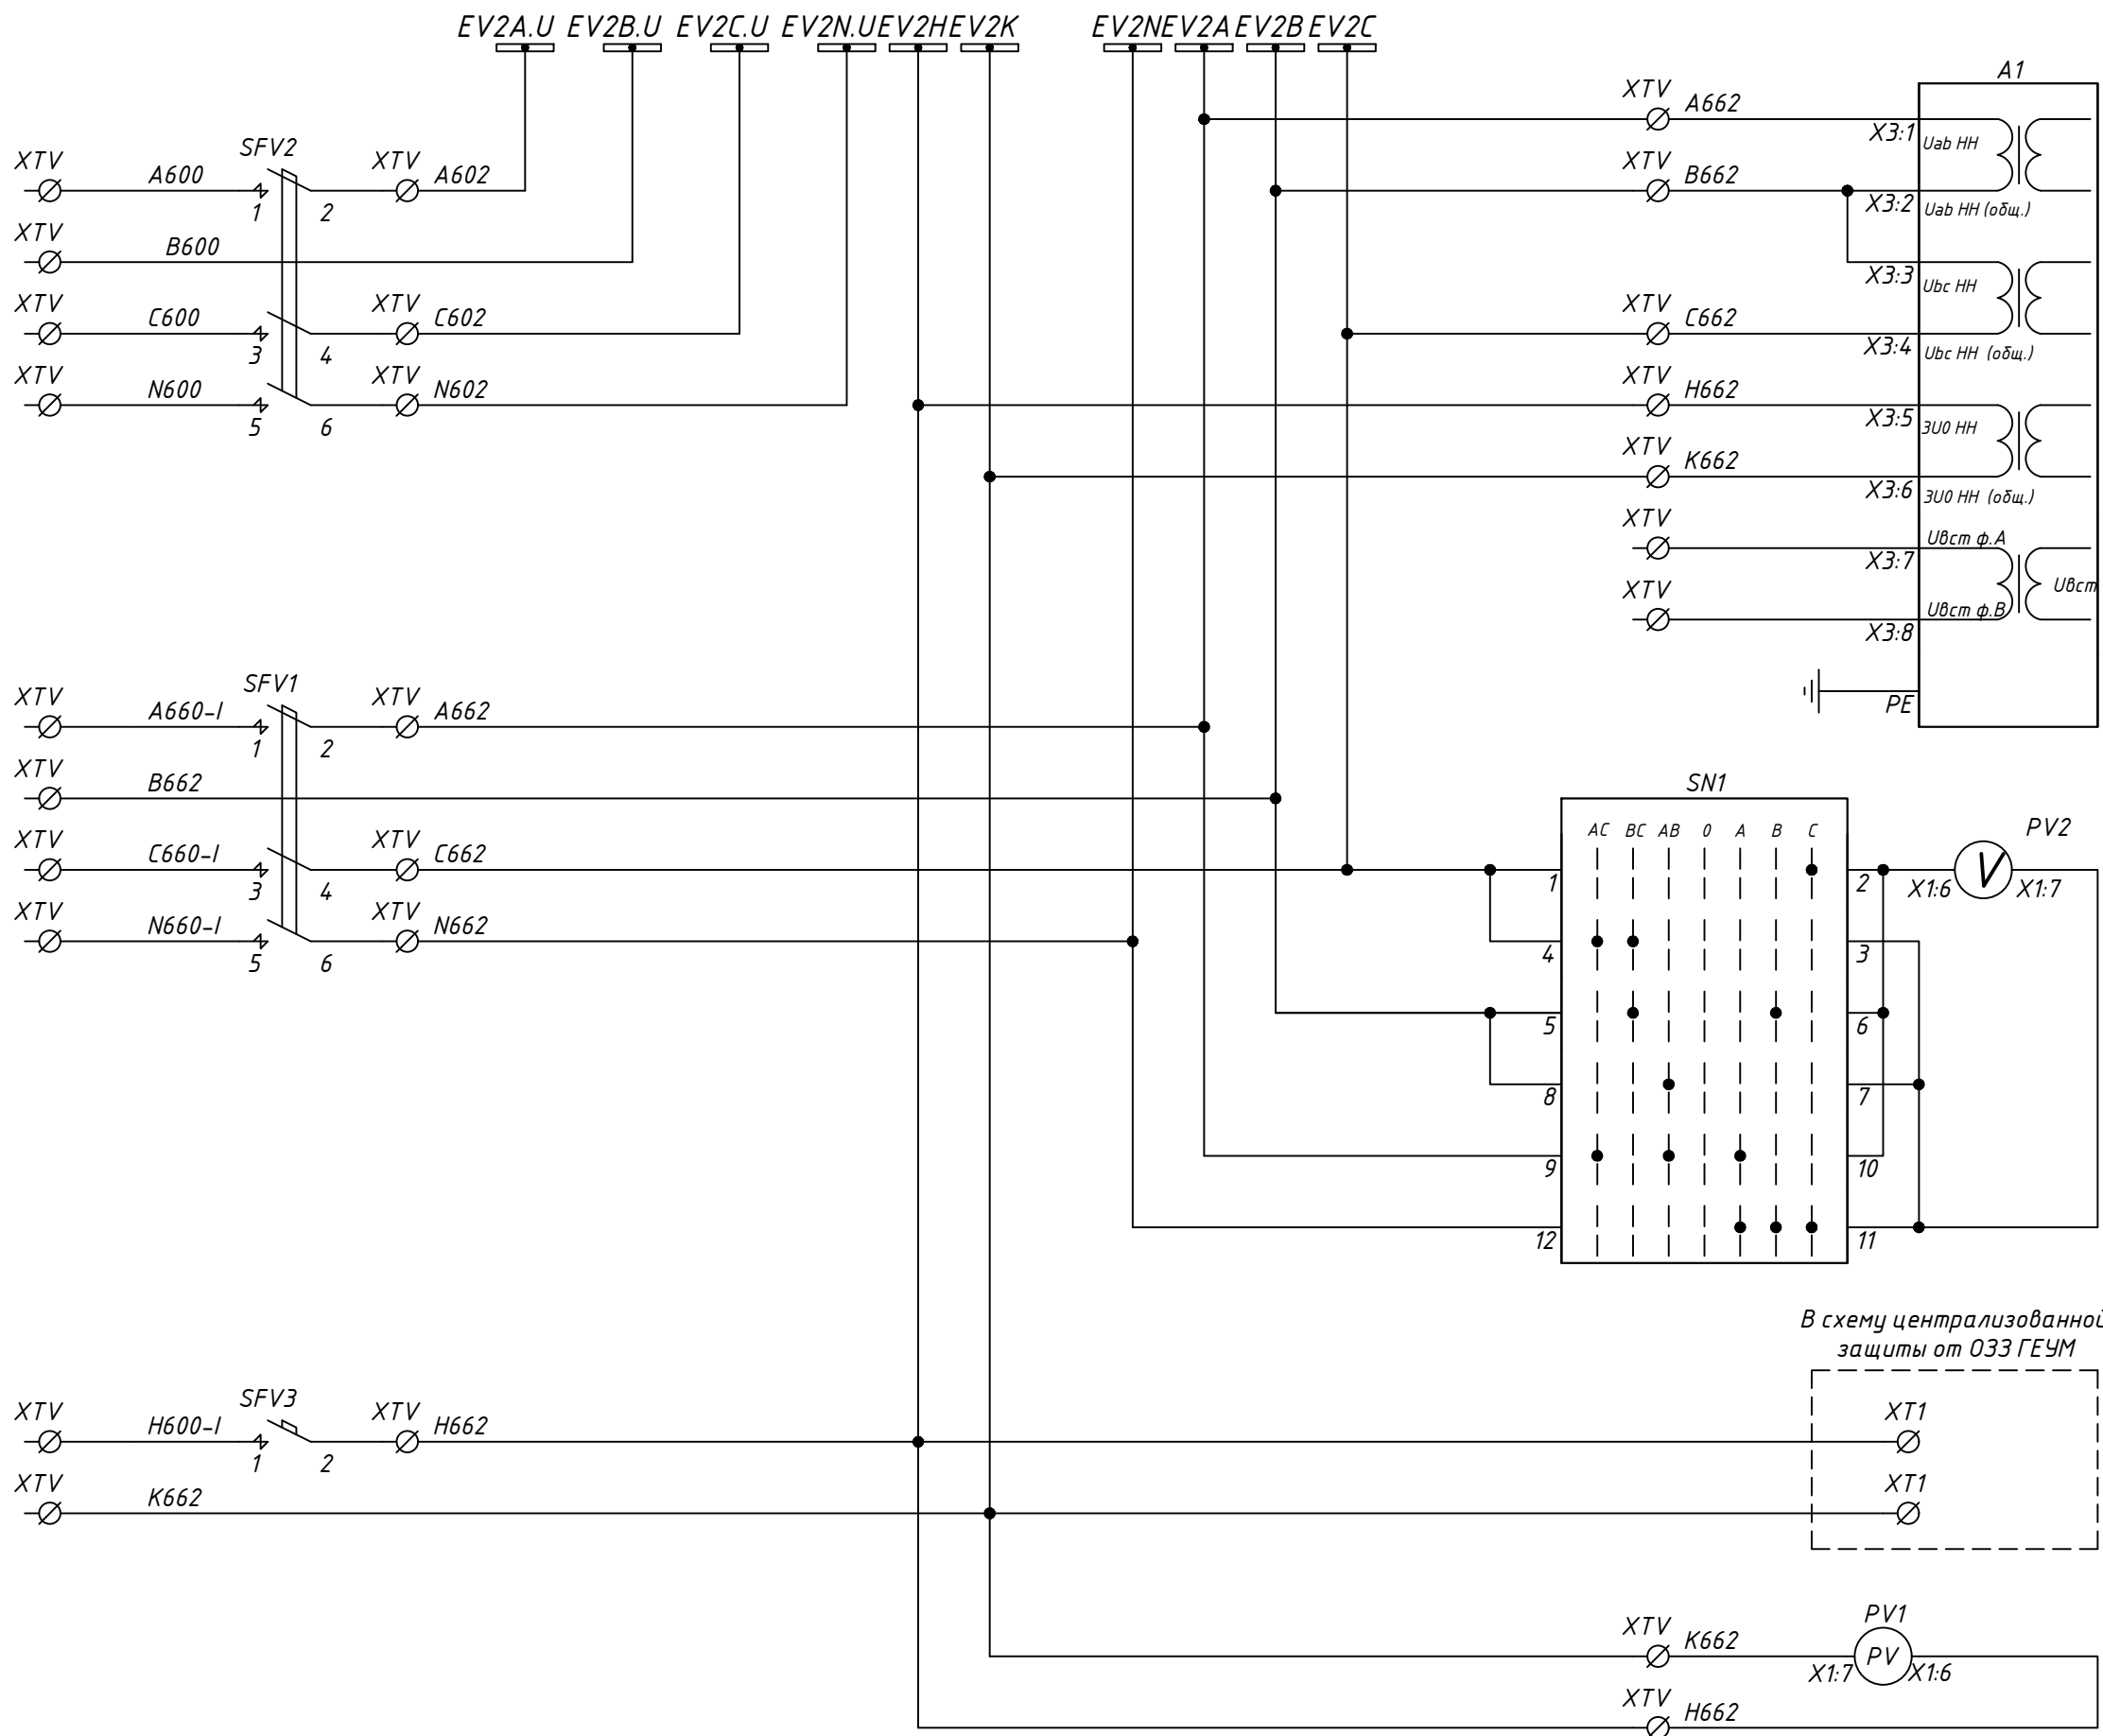 EV2A.U EV2B.U EV2C.U EV2N.U EV2H EV2K EV2N EV2A EV2B EV2C
A1
XTV A662
X3:1 Uab НН
SFV2
XTV A600 XTV A602
1 2
XTV B662
X3:2 Uab НН (общ.)
XTV B600
X3:3 Ubc НН
XTV C600 XTV C602
3 4
XTV C662
X3:4 Ubc НН (общ.)
XTV N600 XTV N602
5 6
XTV H662
X3:5 3U0 НН
XTV K662
X3:6 3U0 НН (общ.)
XTV
Uвст ф.А
X3:7
Uвст
XTV
Uвст ф.В
X3:8
PE
SFV1
XTV A660-I XTV A662
1 2
XTV B662
XTV C660-I XTV C662
3 4
XTV N660-I XTV N662
5 6
SN1
AC BC AB 0 A B C
PV2
V
1 2 X1:6 X1:7
4 3
5 6
8 7
9 10
12 11
В схему централизованной
защиты от ОЗЗ ГЕУМ
SFV3
XTV H600-I XTV H662
1 2
XT1
XTV K662
XT1
PV1
XTV K662
PV
X1:7 X1:6
XTV H662